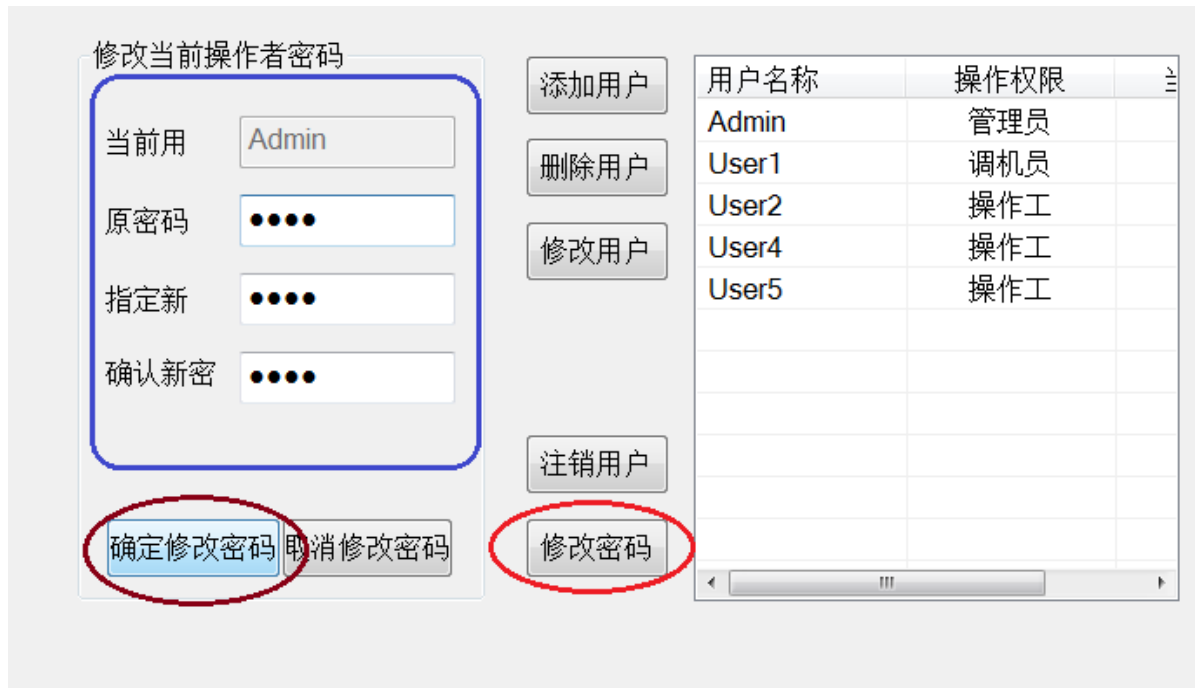 修改当前操作者密码
当前用 Admin
原密码 ●●●●
指定新 ●●●●
确认新密 ●●●●
确定修改密码 取消修改密码
添加用户
删除用户
修改用户
注销用户
修改密码
用户名称 操作权限
Admin 管理员
User1 调机员
User2 操作工
User4 操作工
User5 操作工